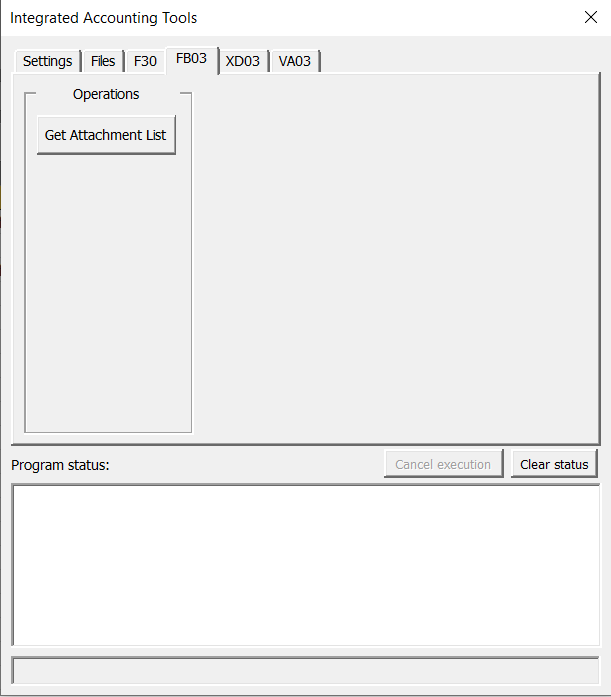 Integrated Accounting Tools
Settings Files F30 FB03 XD03 VA03
Operations
Get Attachment List
Program status: Cancel execution Clear status